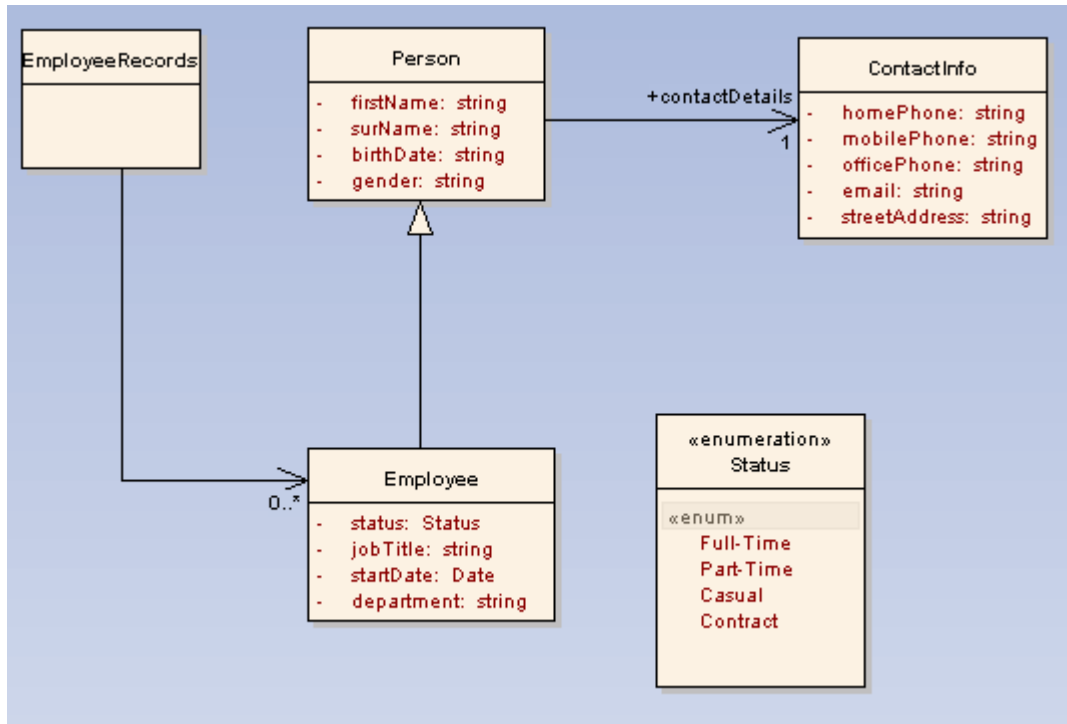 EmployeeRecords
Person
- firstName: string
- surName: string
- birthDate: string
- gender: string
+contactDetails
1
ContactInfo
- homePhone: string
- mobilePhone: string
- officePhone: string
- email: string
- streetAddress: string
0..*
Employee
- status: Status
- jobTitle: string
- startDate: Date
- department: string
«enumeration»
Status
«enum»
Full-Time
Part-Time
Casual
Contract